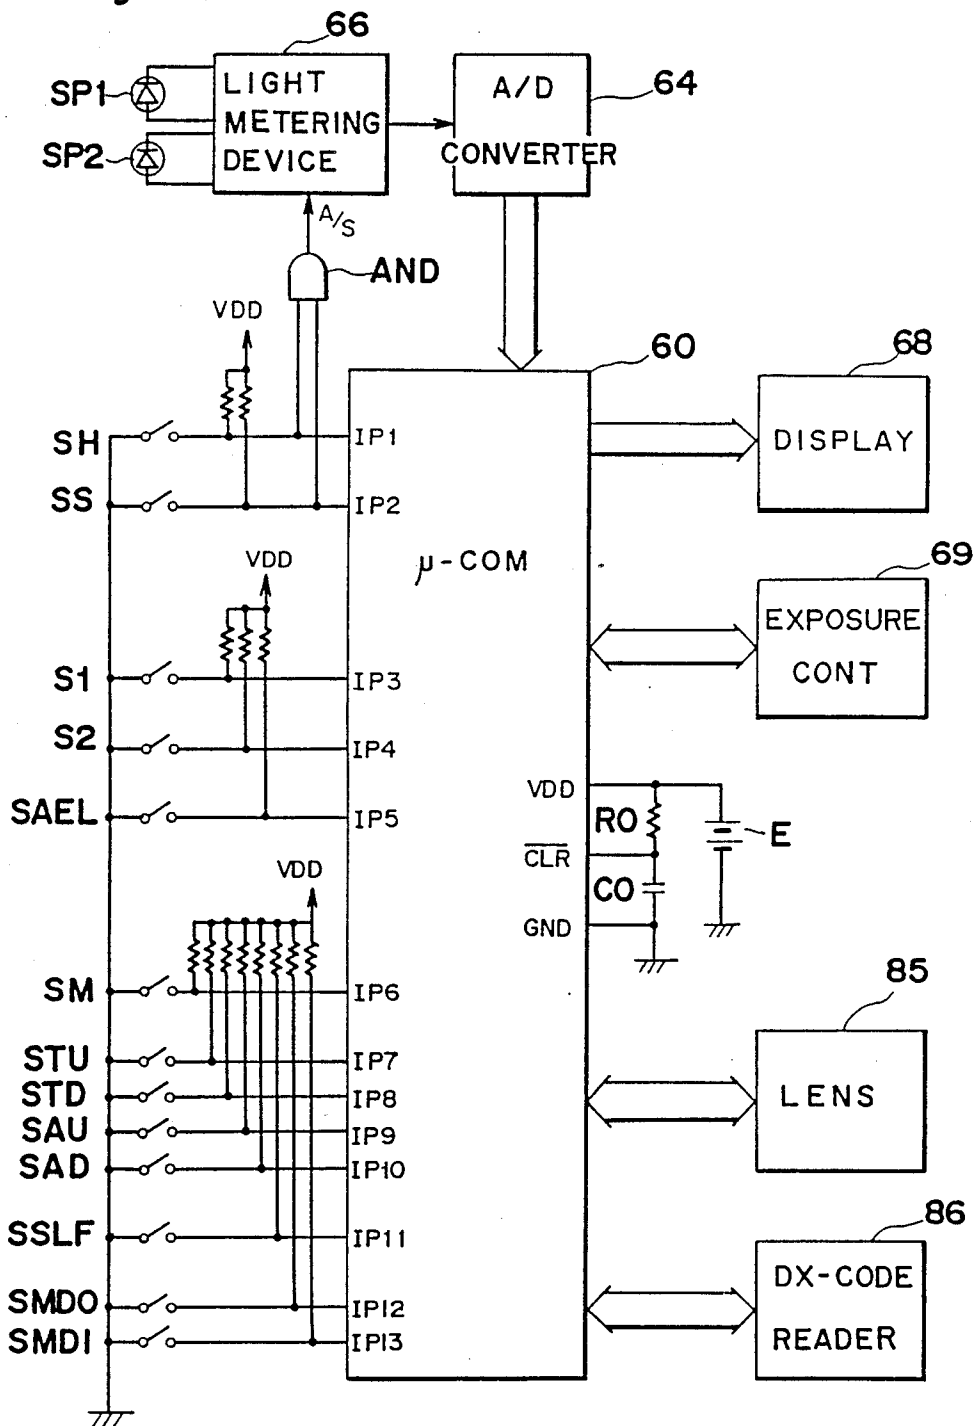 66
LIGHT
METERING
DEVICE
SP1
SP2
A/D
CONVERTER
64
A/S
AND
VDD
60
68
SH
IP1
DISPLAY
SS
IP2
μ-COM
VDD
69
EXPOSURE
CONT
S1
IP3
S2
IP4
SAEL
IP5
VDD
RO
E
CLR
CO
GND
VDD
SM
IP6
85
STU
IP7
STD
IP8
LENS
SAU
IP9
SAD
IP10
SSLF
IP11
86
DX-CODE
READER
SMDO
IP12
SMDI
IP13